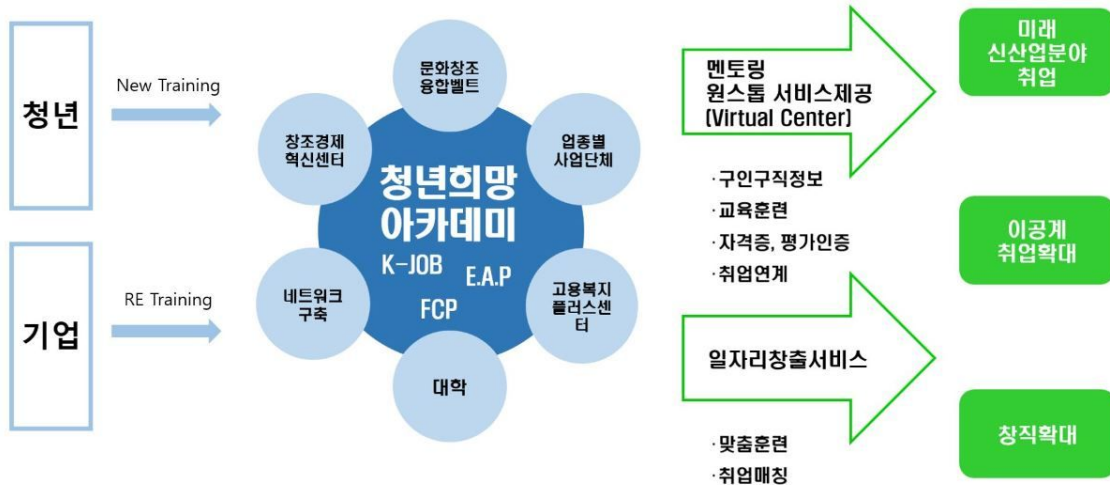 청년
New Training
기업
RE Training
문화창조
융합벨트
창조경제
혁신센터
업종별
사업단체
청년희망
아카데미
K-JOB
E.A.P
FCP
네트워크
구축
고용복지
플러스센
터
대학
멘토링
원스톱 서비스제공
(Virtual Center)
·구인구직정보
·교육훈련
·자격증, 평가인증
·취업연계
일자리창출서비스
·맞춤훈련
·취업매칭
미래
신산업분야
취업
이공계
취업확대
창직확대